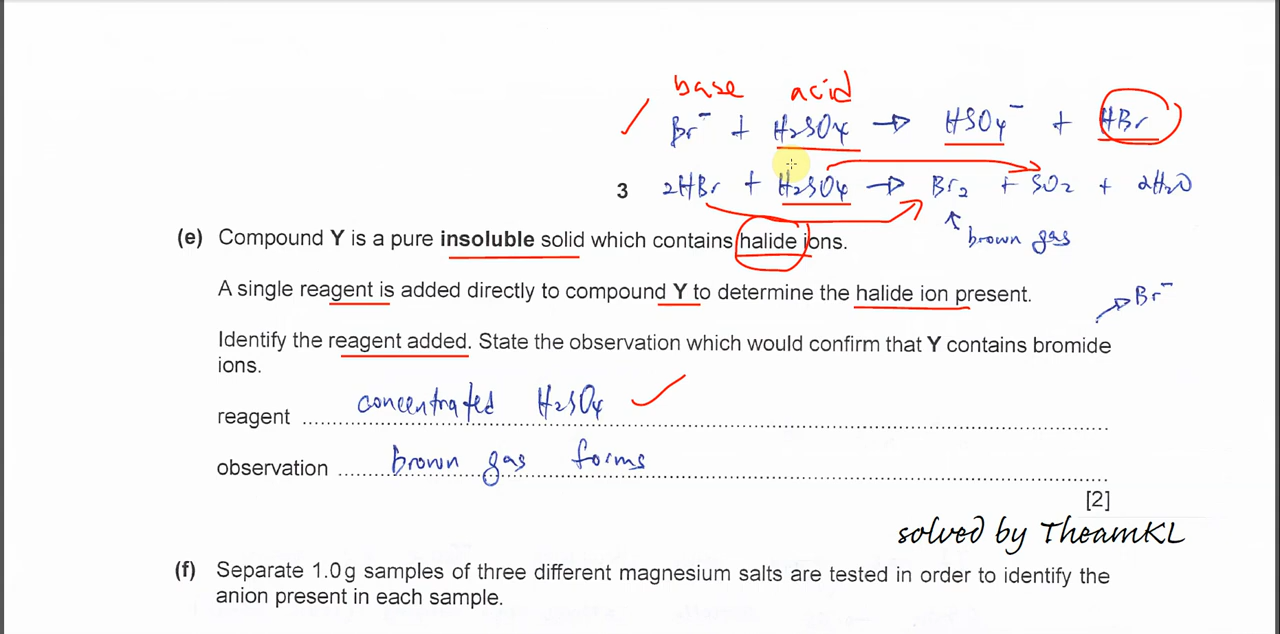 base acid
Br⁻ + H₂SO₄ → HSO₄⁻ + HBr
3 2HBr + H₂SO₄ → Br₂ + SO₂ + 2H₂O
brown gas
(e) Compound Y is a pure insoluble solid which contains halide ions.
A single reagent is added directly to compound Y to determine the halide ion present.
Br⁻
Identify the reagent added. State the observation which would confirm that Y contains bromide
ions.
reagent concentrated H₂SO₄
observation brown gas forms
[2]
solved by TheamKL
(f) Separate 1.0g samples of three different magnesium salts are tested in order to identify the
anion present in each sample.